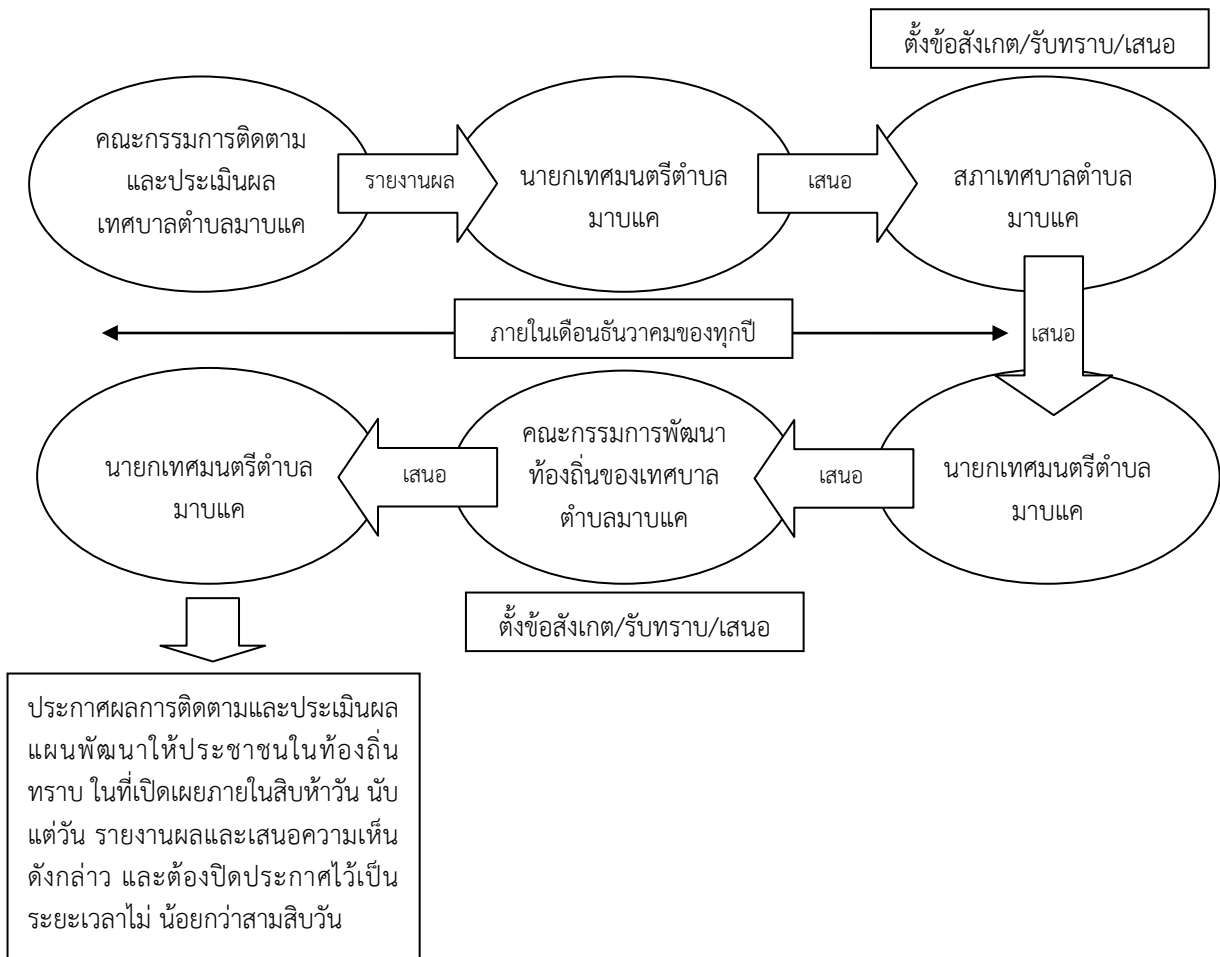 ตั้งข้อสังเกต/รับทราบ/เสนอ
คณะกรรมการติดตาม
และประเมินผล
เทศบาลตำบลมาบแค
รายงานผล
นายกเทศมนตรีตำบล
มาบแค
เสนอ
สภาเทศบาลตำบล
มาบแค
ภายในเดือนธันวาคมของทุกปี
เสนอ
นายกเทศมนตรีตำบล
มาบแค
เสนอ
คณะกรรมการพัฒนา
ท้องถิ่นของเทศบาล
ตำบลมาบแค
ตั้งข้อสังเกต/รับทราบ/เสนอ
เสนอ
นายกเทศมนตรีตำบล
มาบแค
ประกาศผลการติดตามและประเมินผล
แผนพัฒนาให้ประชาชนในท้องถิ่น
ทราบ ในที่เปิดเผยภายในสิบห้าวัน นับ
แต่วัน รายงานผลและเสนอความเห็น
ดังกล่าว และต้องปิดประกาศไว้เป็น
ระยะเวลาไม่ น้อยกว่าสามสิบวัน